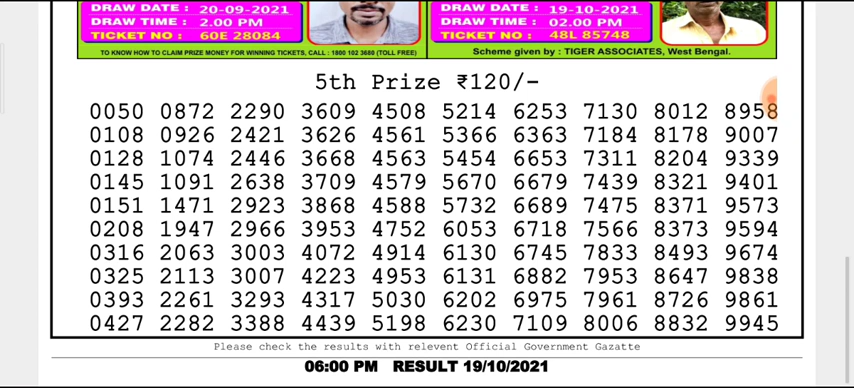 DRAW DATE : 20-09-2021
DRAW TIME : 2.00 PM
TICKET NO : 60E 28084
DRAW DATE : 19-10-2021
DRAW TIME : 02.00 PM
TICKET NO : 48L 85748
TO KNOW HOW TO CLAIM PRIZE MONEY FOR WINNING TICKETS, CALL : 1800 102 3680 (TOLL FREE)
Scheme given by : TIGER ASSOCIATES, West Bengal.
5th Prize ₹120/-
0050 0872 2290 3609 4508 5214 6253 7130 8012 8958
0108 0926 2421 3626 4561 5366 6363 7184 8178 9007
0128 1074 2446 3668 4563 5454 6653 7311 8204 9339
0145 1091 2638 3709 4579 5670 6679 7439 8321 9401
0151 1471 2923 3868 4588 5732 6689 7475 8371 9573
0208 1947 2966 3953 4752 6053 6718 7566 8373 9594
0316 2063 3003 4072 4914 6130 6745 7833 8493 9674
0325 2113 3007 4223 4953 6131 6882 7953 8647 9838
0393 2261 3293 4317 5030 6202 6975 7961 8726 9861
0427 2282 3388 4439 5198 6230 7109 8006 8832 9945
Please check the results with relevent Official Government Gazatte
06:00 PM RESULT 19/10/2021